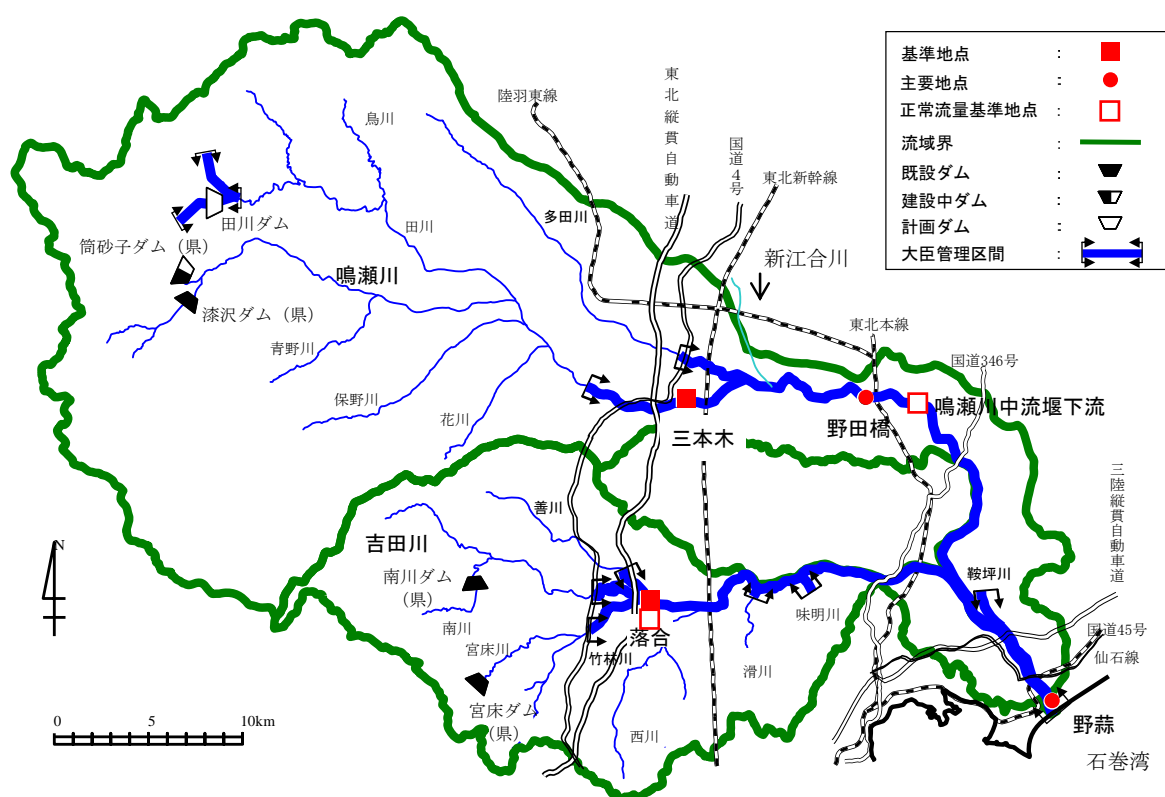 基準地点 :
主要地点 :
正常流量基準地点 :
流域界 :
既設ダム :
建設中ダム :
計画ダム :
大臣管理区間 :
陸羽東線
東北縦貫自動車道
国道4号
東北新幹線
新江合川
東北本線
国道346号
三陸縦貫自動車道
鳥川
田川
多田川
田川ダム
筒砂子ダム（県）
鳴瀬川
漆沢ダム（県）
青野川
保野川
花川
三本木
野田橋
鳴瀬川中流堰下流
善川
吉田川
南川ダム
（県）
南川
宮床川
竹林川
落合
宮床ダム
（県）
西川
滑川
味明川
鞍坪川
国道45号
仙石線
野蒜
石巻湾
N
0 5 10km